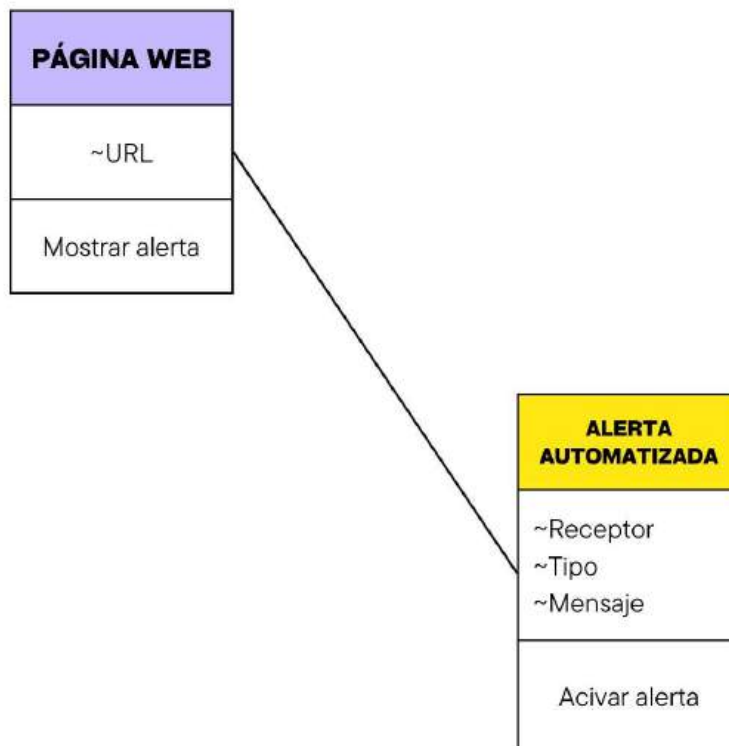 PÁGINA WEB
~URL
Mostrar alerta
ALERTA
AUTOMATIZADA
~Receptor
~Tipo
~Mensaje
Acivar alerta